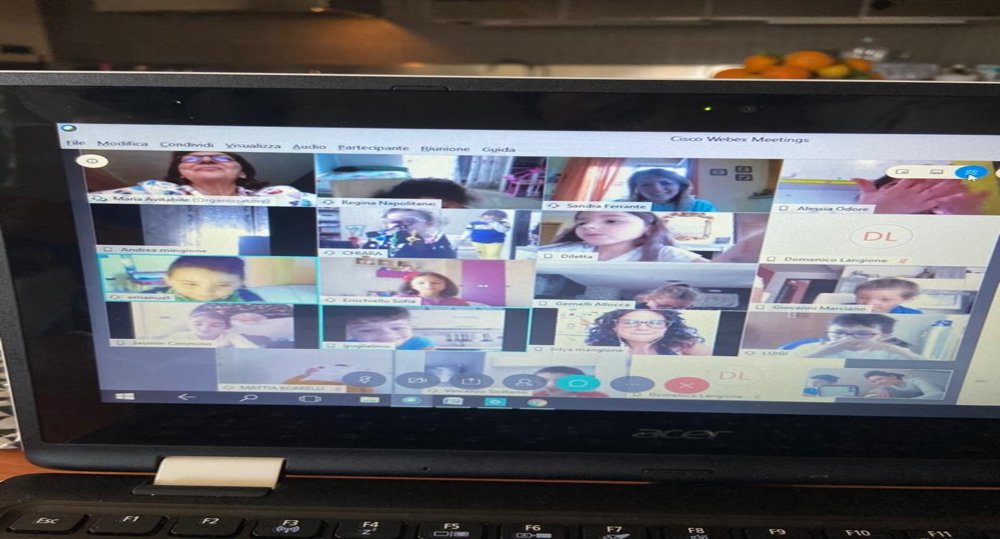 Cisco Webex Meetings
File Modifica Condividi Visualizza Audio Partecipante Riunione Guida
Maria Avitabile (Organizzatore)
Regina Napolitano
Sandra Ferrante
Alessia Odore
Andrea mingione
CHIARA
Diletta
DL
Domenico Langione
emanuel
Errichiello Sofia
Gemelli Allocca
Giovanni Marciano
Jasmin Cimmino
guglielmo
lidya.mangione
LUIGI
MATTIA BORRELLI
Vincenzo Siciliano
DL
Domenico Langione
acer
Esc F1 F2 F3 F4 F5 F6 F7 F8 F9 F10 F11
Z